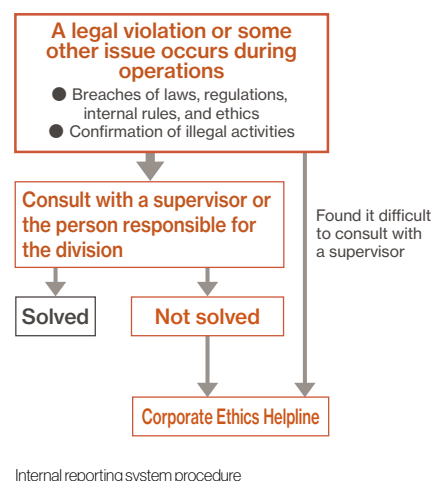 A legal violation or some
other issue occurs during
operations
● Breaches of laws, regulations,
internal rules, and ethics
● Confirmation of illegal activities
Consult with a supervisor or
the person responsible for
the division
Found it difficult
to consult with
a supervisor
Solved
Not solved
Corporate Ethics Helpline
Internal reporting system procedure